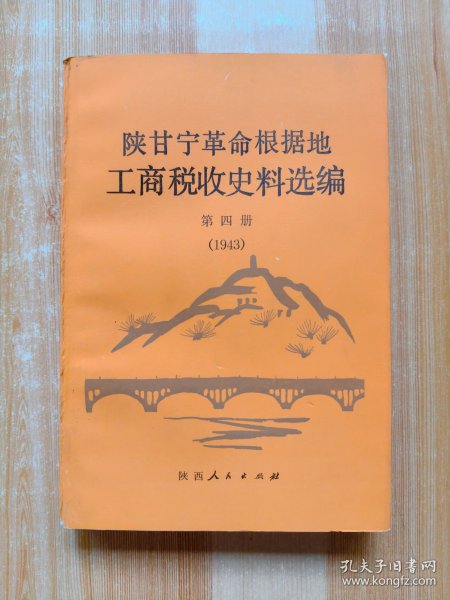 陕甘宁革命根据地
工商税收史料选编
第四册
(1943)
陕西人民出版社
孔夫子旧书网
www.kongfz.com